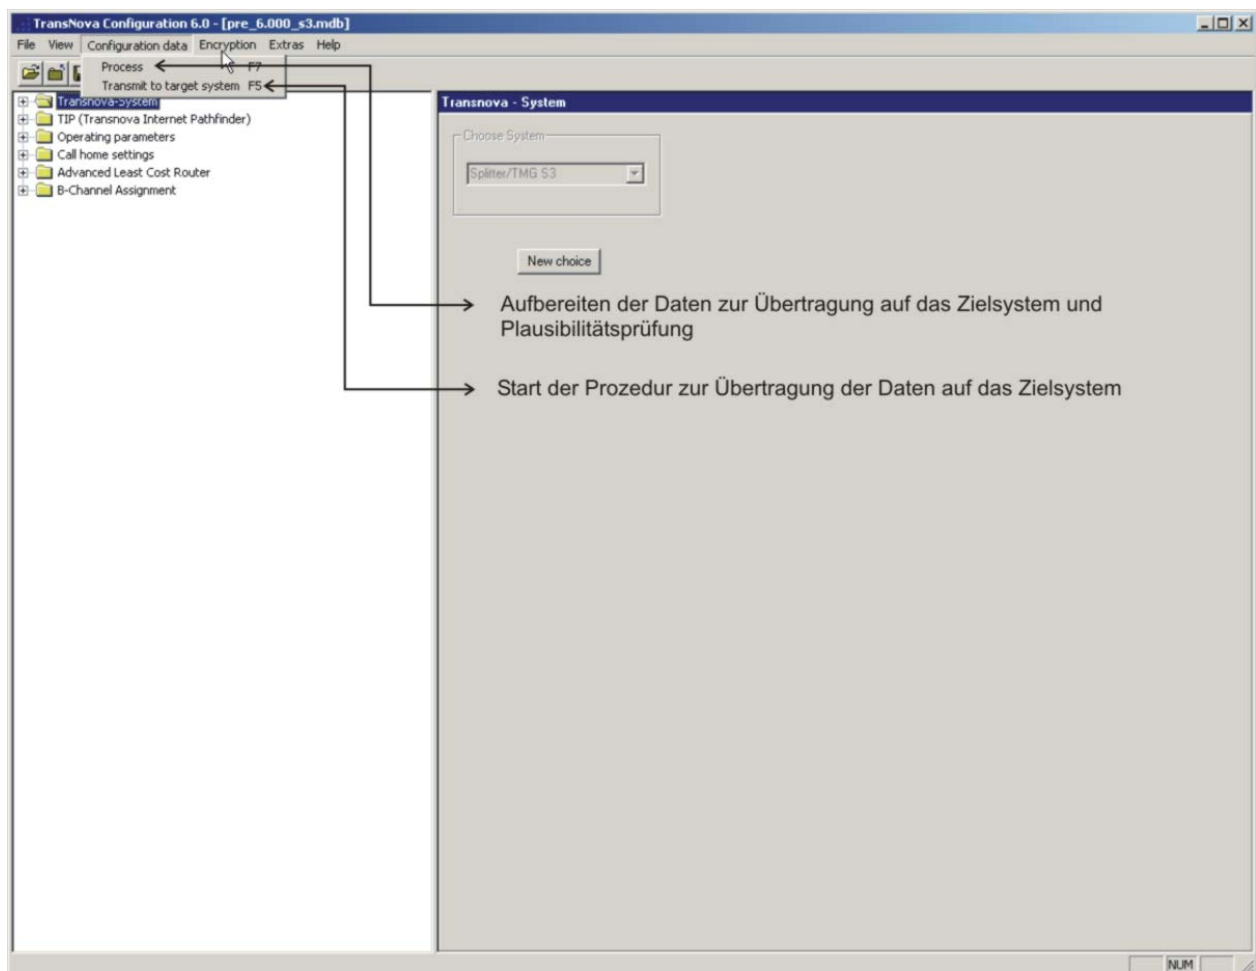 TransNova Configuration 6.0 - [pre_6.000_s3.mdb]
File View Configuration data Encryption Extras Help
Process F7
Transmit to target system F5
Transnova-System
TIP (Transnova Internet Pathfinder)
Operating parameters
Call home settings
Advanced Least Cost Router
B-Channel Assignment
Transnova - System
Choose System
Splitter/TMG S3
New choice
Aufbereiten der Daten zur Übertragung auf das Zielsystem und
Plausibilitätsprüfung
Start der Prozedur zur Übertragung der Daten auf das Zielsystem
NUM